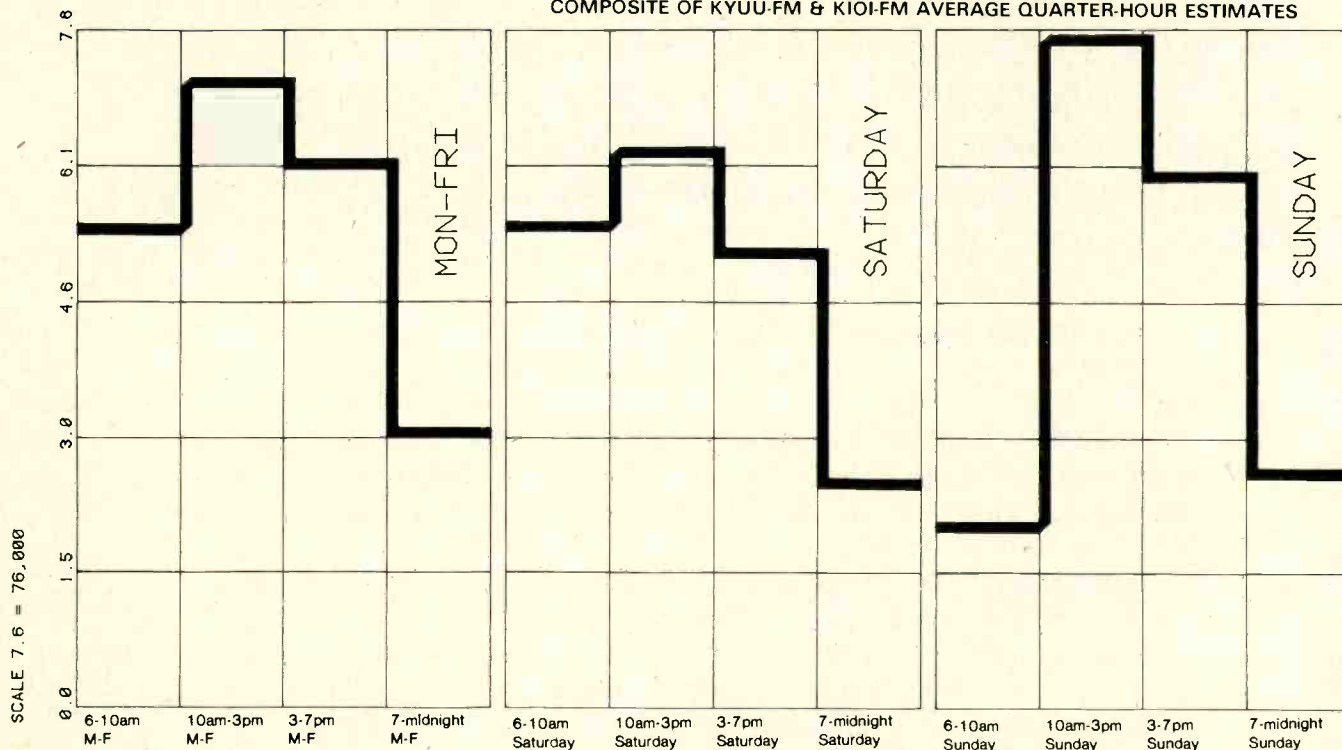 COMPOSITE OF KYUU-FM & KIOI-FM AVERAGE QUARTER-HOUR ESTIMATES
7.6
6.1
4.6
3.0
1.5
0.0
SCALE 7.6 = 76,000
MON-FRI
SATURDAY
SUNDAY
6-10am 10am-3pm 3-7pm 7-midnight
M-F M-F M-F M-F
6-10am 10am-3pm 3-7pm 7-midnight
Saturday Saturday Saturday Saturday
6-10am 10am-3pm 3-7pm 7-midnight
Sunday Sunday Sunday Sunday